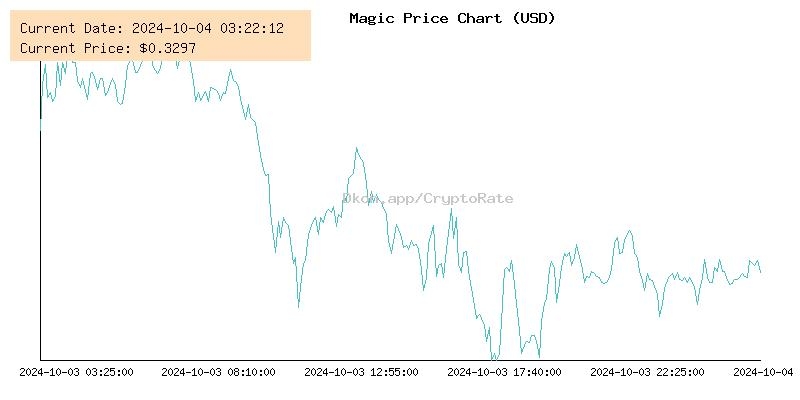 Magic Price Chart (USD)
Current Date: 2024-10-04 03:22:12
Current Price: $0.3297
Dkdm.app/CryptoRate
2024-10-03 03:25:00 2024-10-03 08:10:00 2024-10-03 12:55:00 2024-10-03 17:40:00 2024-10-03 22:25:00 2024-10-04